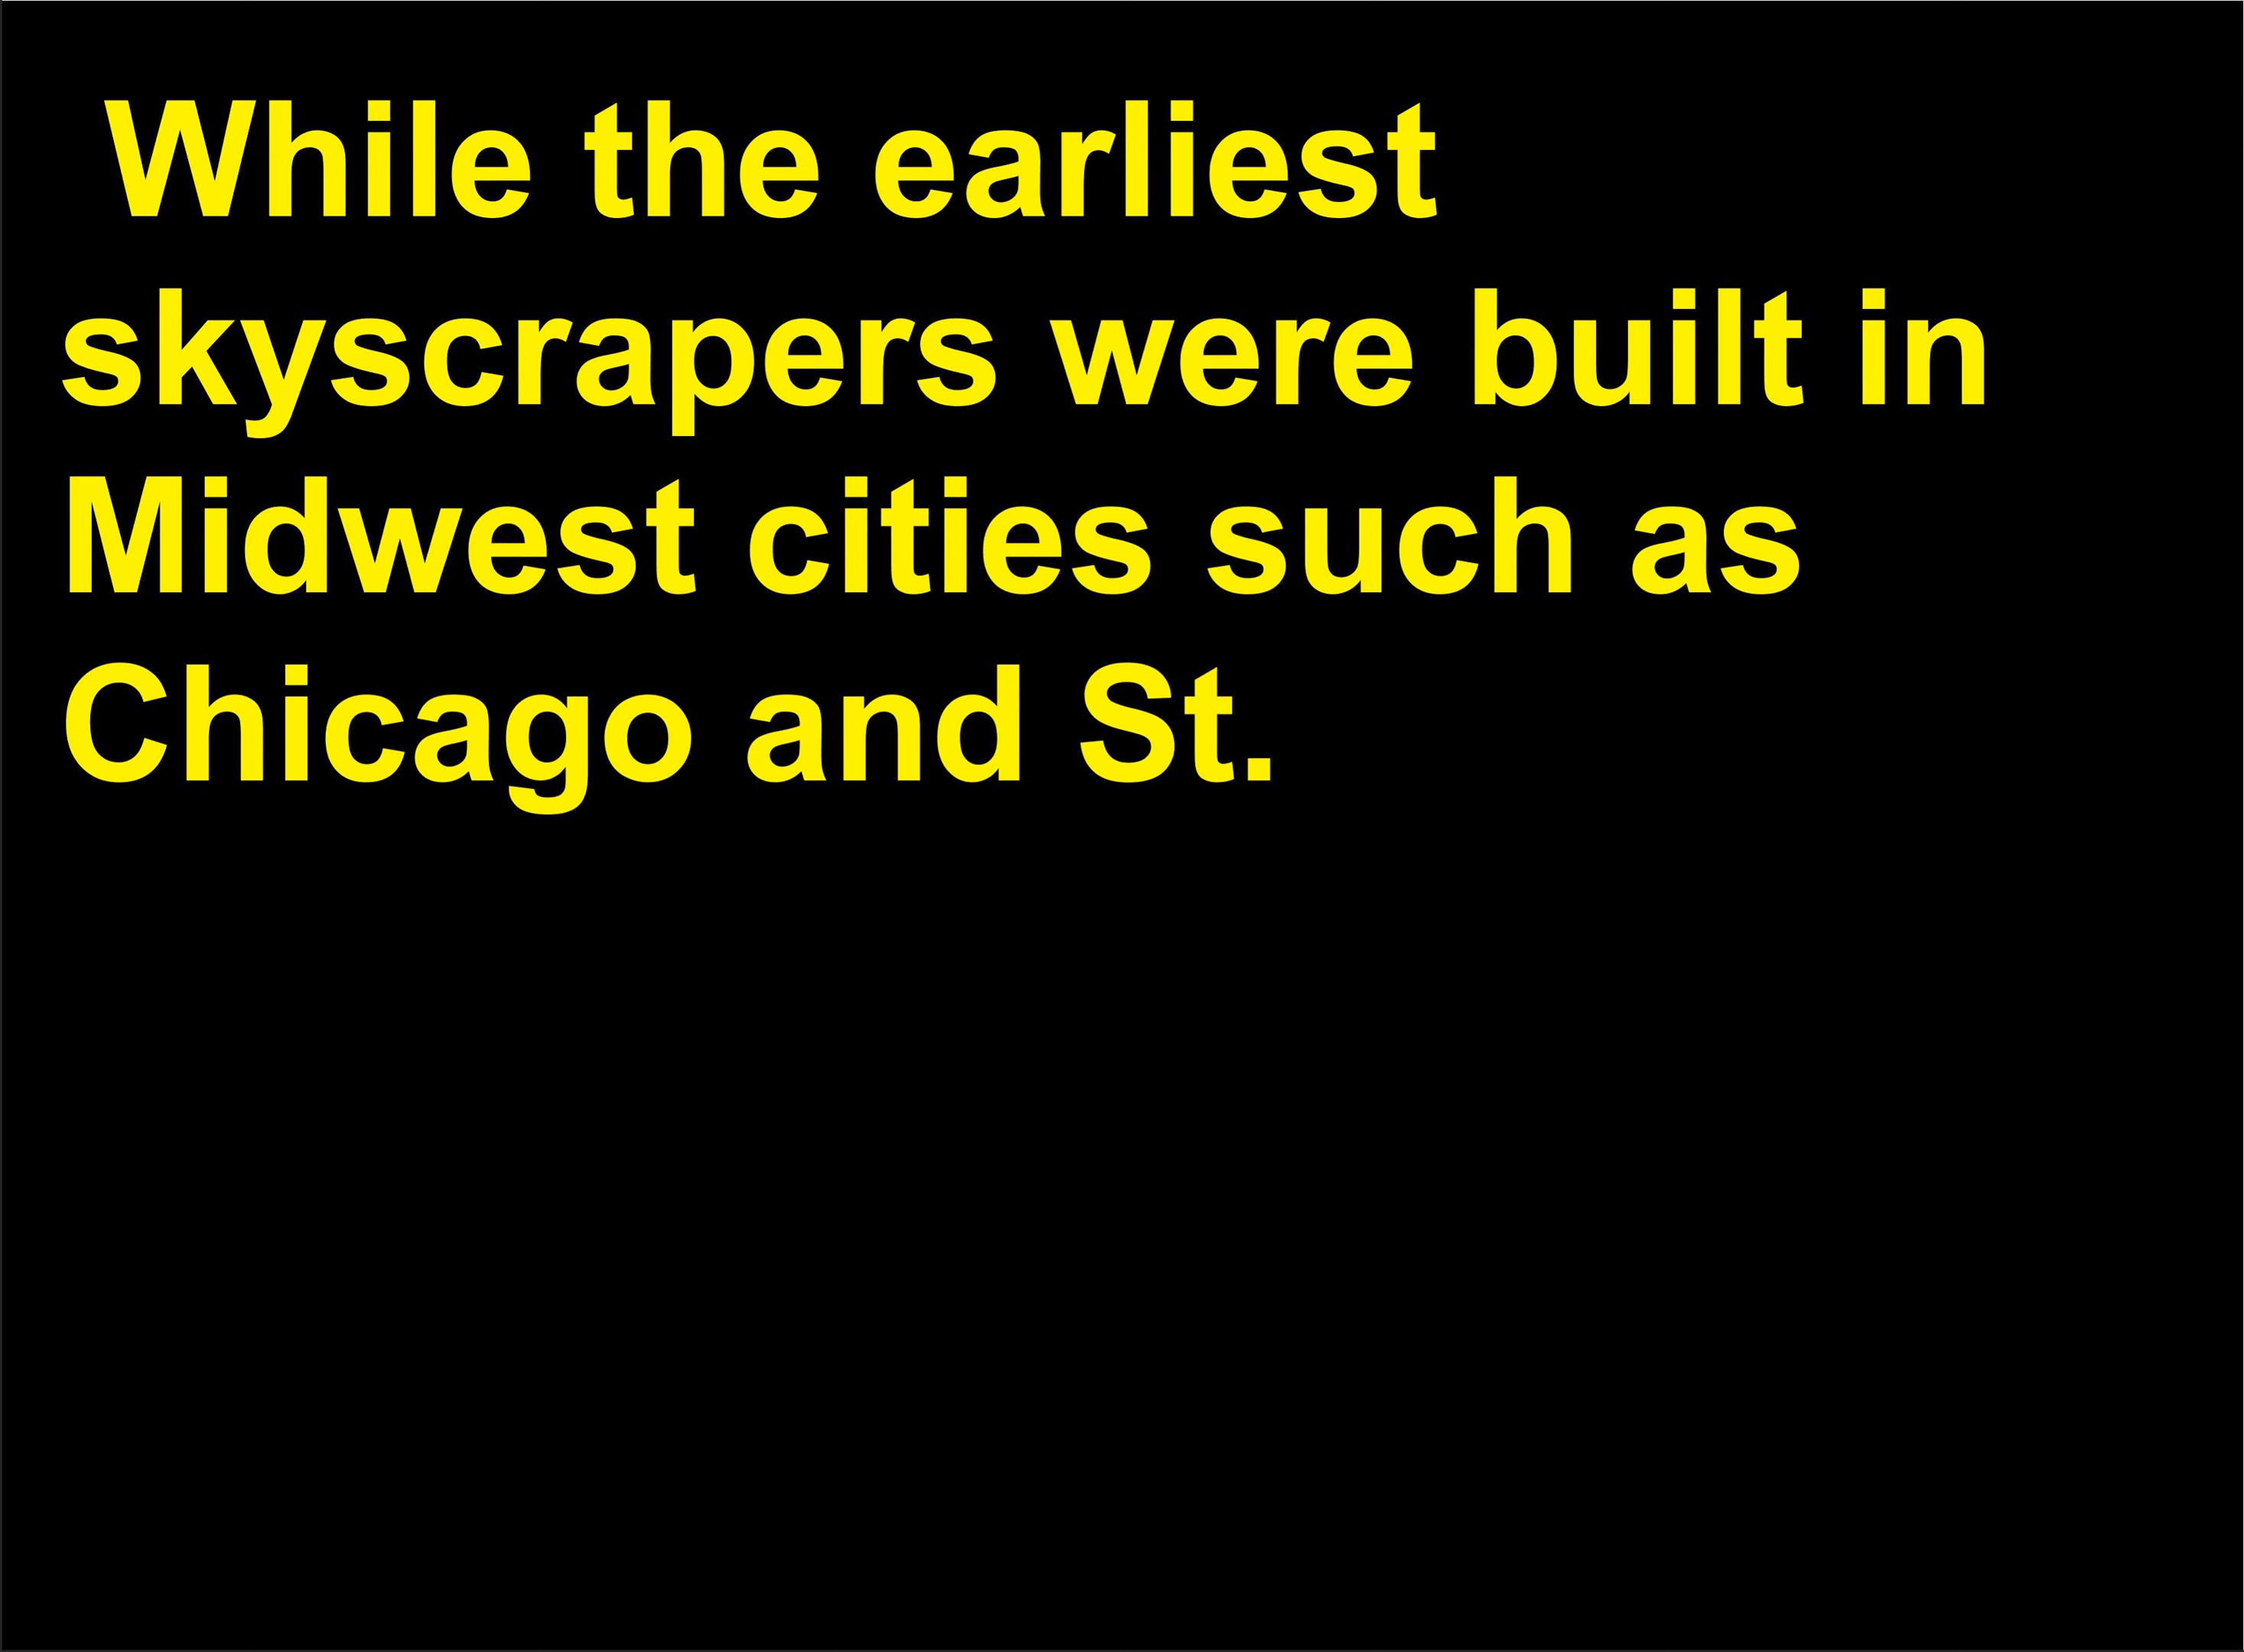 While the earliest
skyscrapers were built in
Midwest cities such as
Chicago and St.